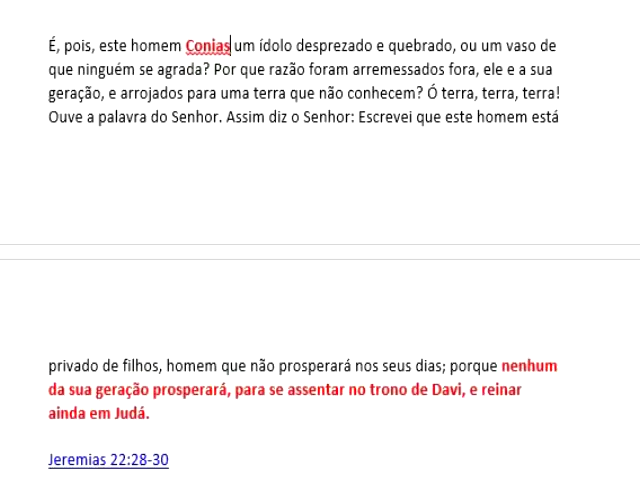 É, pois, este homem Conias um ídolo desprezado e quebrado, ou um vaso de
que ninguém se agrada? Por que razão foram arremessados fora, ele e a sua
geração, e arrojados para uma terra que não conhecem? Ó terra, terra, terra!
Ouve a palavra do Senhor. Assim diz o Senhor: Escrevei que este homem está
privado de filhos, homem que não prosperará nos seus dias; porque nenhum
da sua geração prosperará, para se assentar no trono de Davi, e reinar
ainda em Judá.
Jeremias 22:28-30